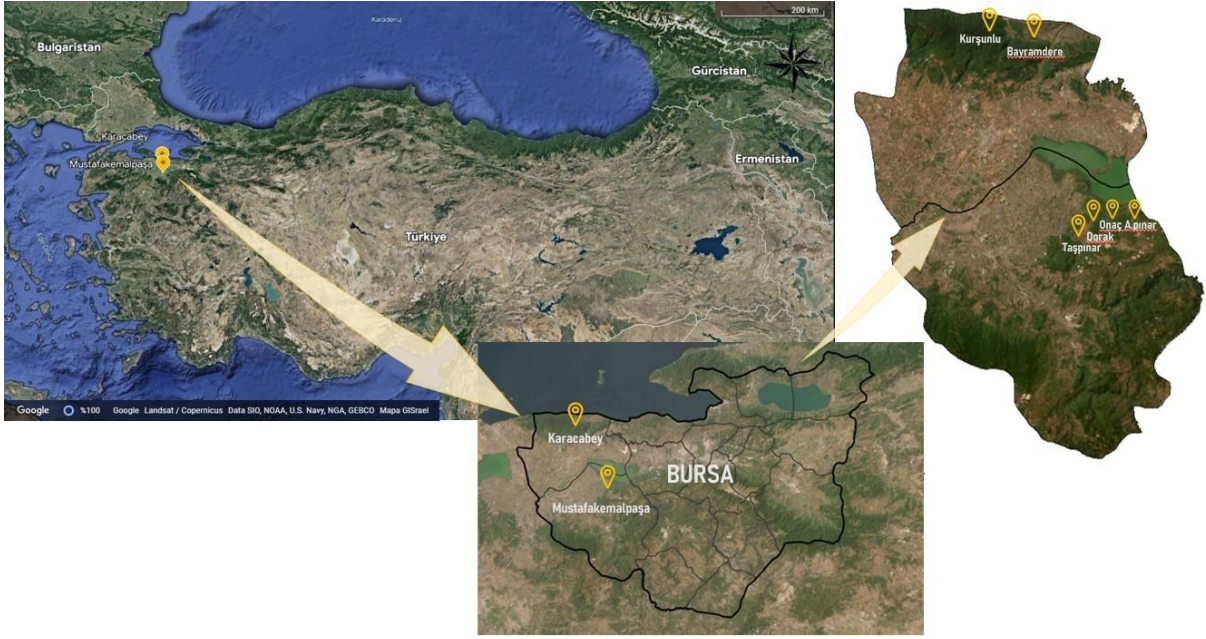 200 km
Karadeniz
Bulgaristan
Gürcistan
Karacabey
Mustafakemalpaşa
Ermenistan
Türkiye
Google %100 Google Landsat / Copernicus Data SIO, NOAA, U.S. Navy, NGA, GEBCO Mapa GISrael
Karacabey
BURSA
Mustafakemalpaşa
Kurşunlu
Bayramdere
Onaç A.pınar
Dorak
Taşpınar